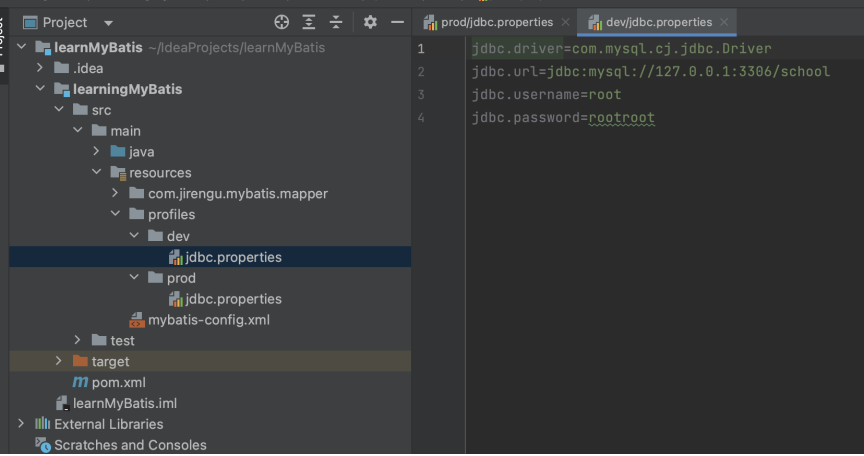 Project
prod/jdbc.properties
dev/jdbc.properties
learnMyBatis ~/IdeaProjects/learnMyBatis
.idea
learningMyBatis
src
main
java
resources
com.jirengu.mybatis.mapper
profiles
dev
jdbc.properties
prod
jdbc.properties
mybatis-config.xml
test
target
pom.xml
learnMyBatis.iml
External Libraries
Scratches and Consoles
1 jdbc.driver=com.mysql.cj.jdbc.Driver
2 jdbc.url=jdbc:mysql://127.0.0.1:3306/school
3 jdbc.username=root
4 jdbc.password=rootroot